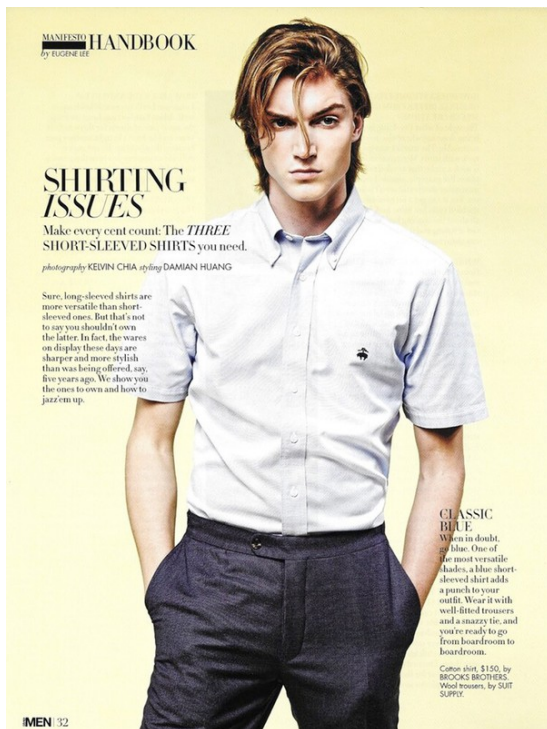 MANIFESTO
HANDBOOK
by EUGENE LEE
SHIRTING
ISSUES
Make every cent count: The THREE
SHORT-SLEEVED SHIRTS you need.
photography KELVIN CHIA styling DAMIAN HUANG
Sure, long-sleeved shirts are
more versatile than short-
sleeved ones. But that's not
to say you shouldn't own
the latter. In fact, the wares
on display these days are
sharper and more stylish
than was being offered, say,
five years ago. We show you
the ones to own and how to
jazz'em up.
CLASSIC
BLUE
When in doubt,
go blue. One of
the most versatile
shades, a blue short-
sleeved shirt adds
a punch to your
outfit. Wear it with
well-fitted trousers
and a snazzy tie, and
you're ready to go
from boardroom to
boardroom.
Cotton shirt, $150, by
BROOKS BROTHERS.
Wool trousers, by SUIT
SUPPLY.
MEN 32